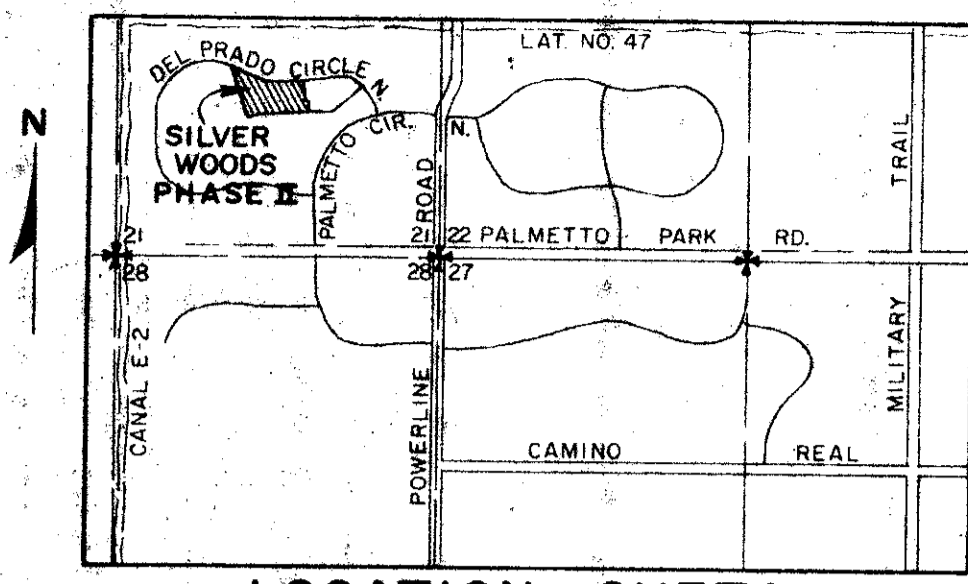 LAT. NO. 47
DEL PRADO CIRCLE N.
N
SILVER
WOODS
PHASE II
PALMETTO CIR. N.
POWERLINE ROAD
MILITARY TRAIL
21
21
22
PALMETTO PARK RD.
28
28
27
CANAL E-2
CAMINO REAL